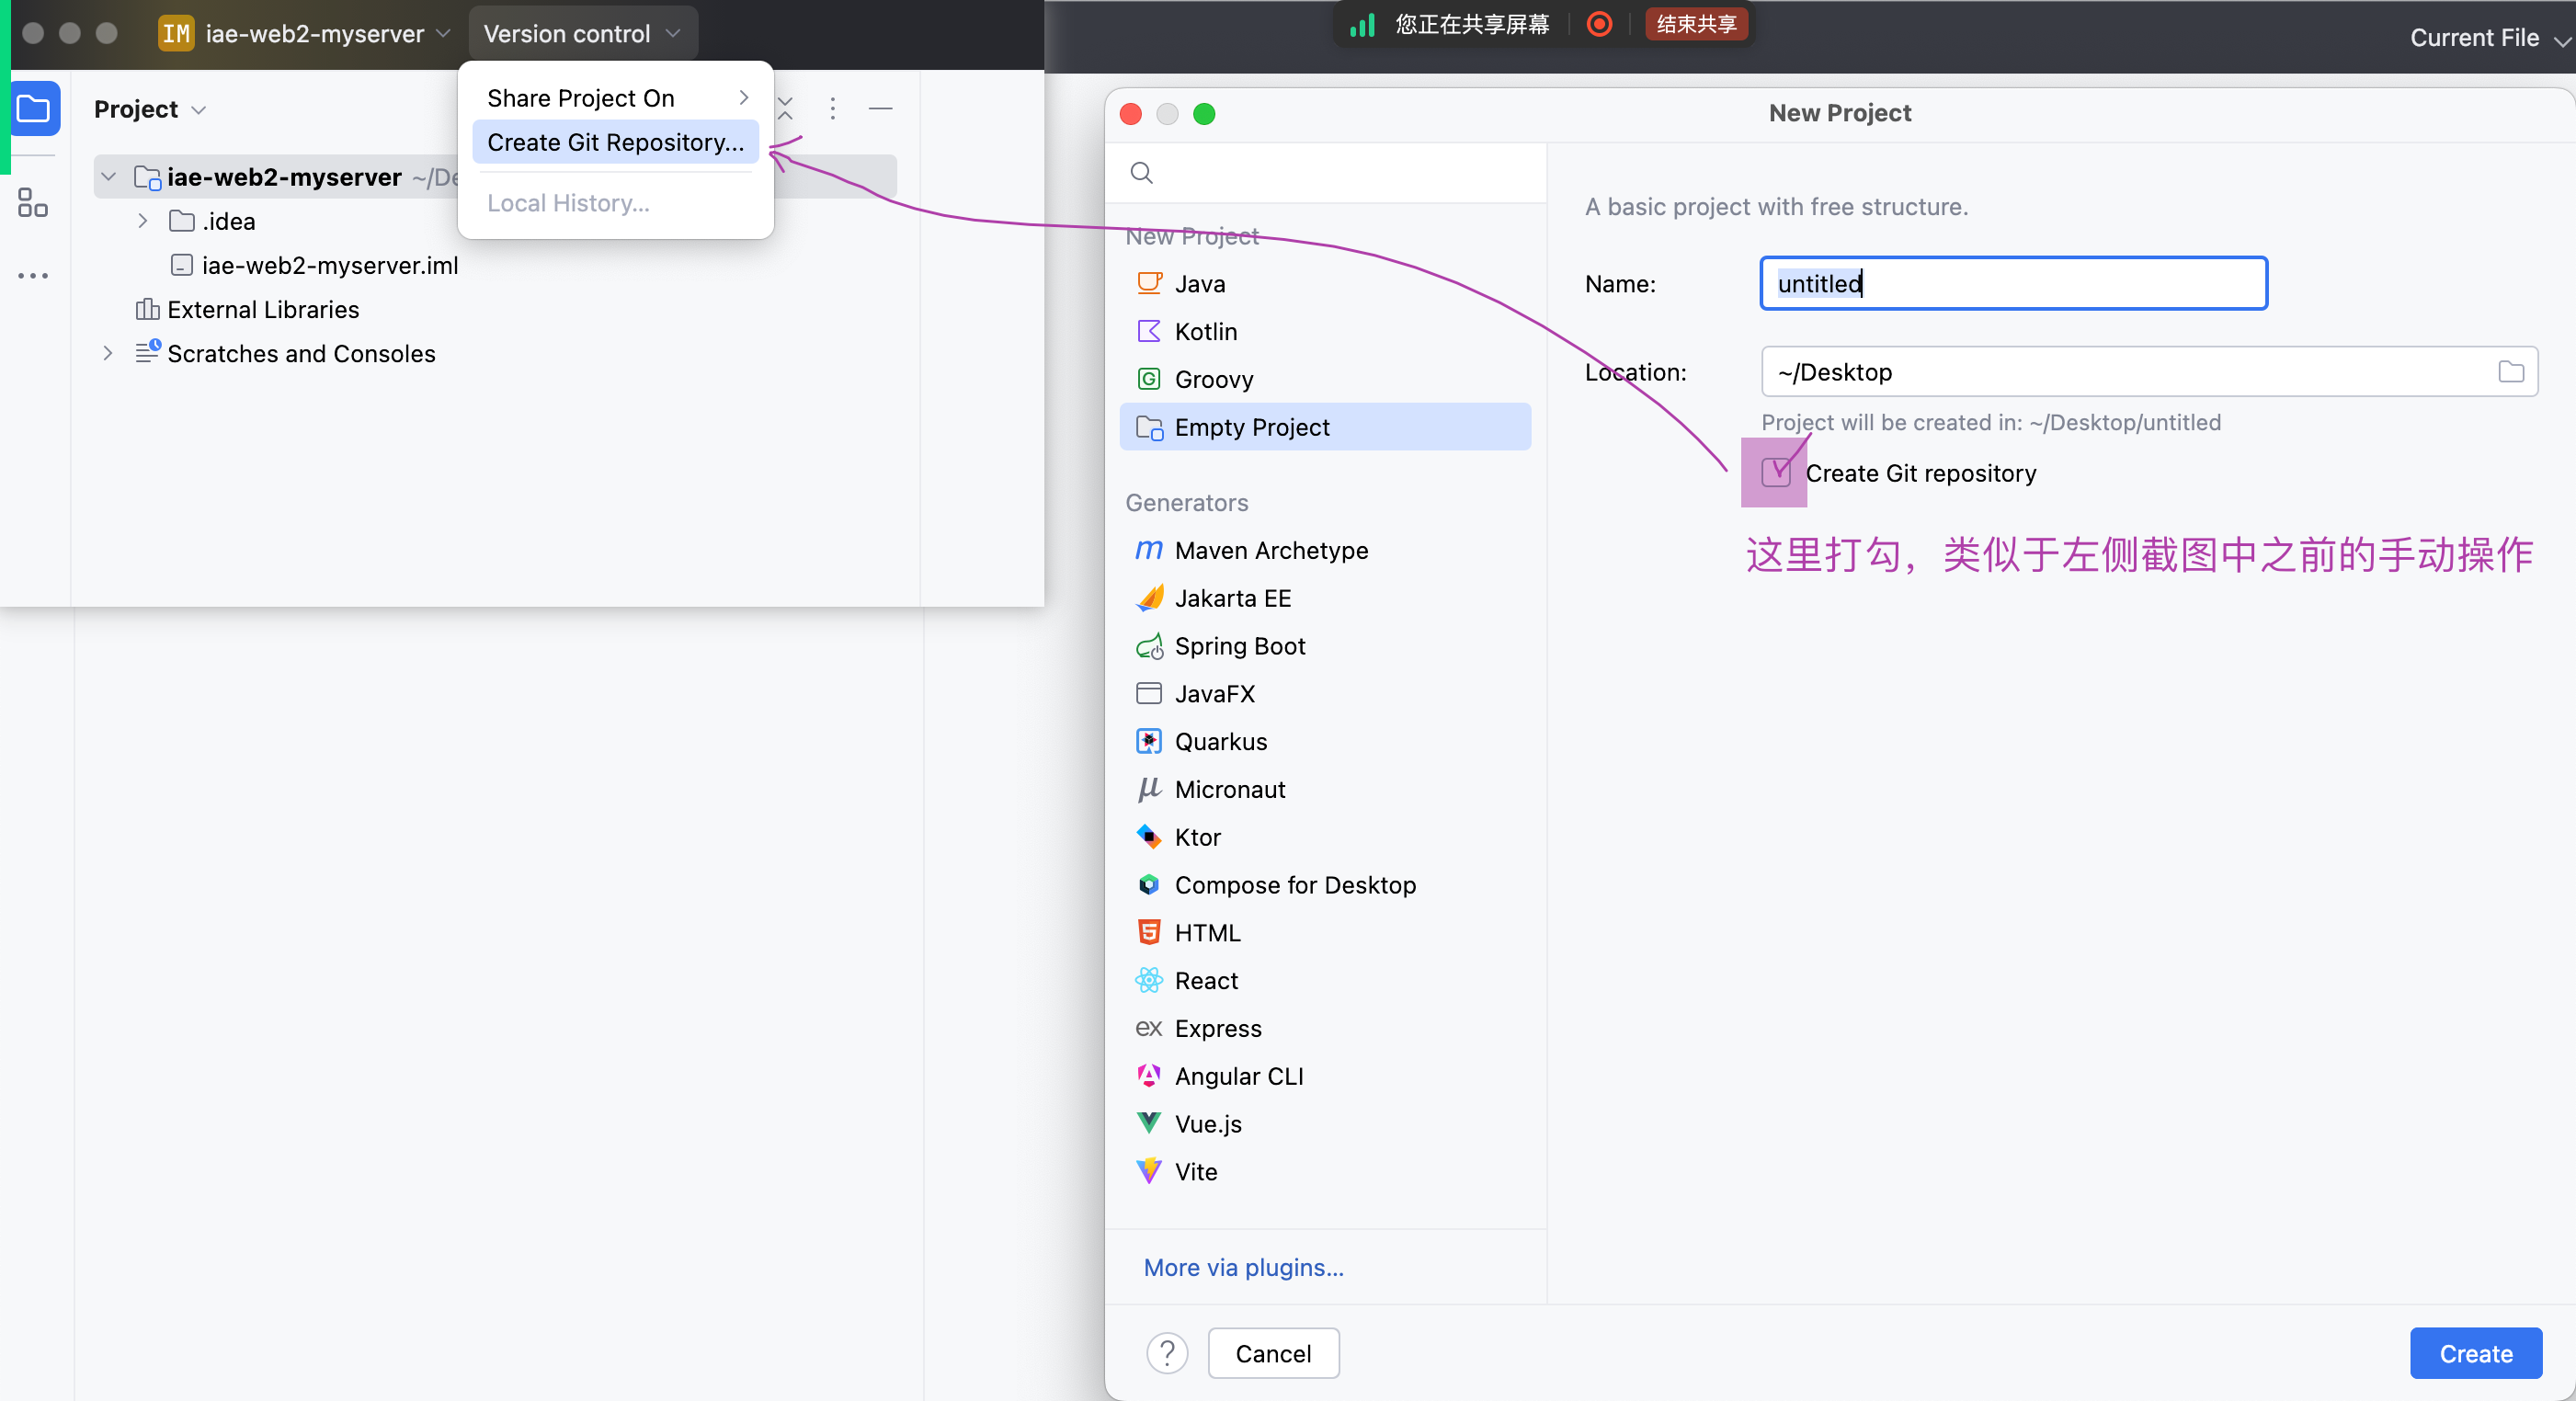 IM iae-web2-myserver Version control
您正在共享屏幕 结束共享
Current File
Project
Share Project On
Create Git Repository...
Local History...
iae-web2-myserver ~/De
.idea
iae-web2-myserver.iml
External Libraries
Scratches and Consoles
New Project
New Project
Java
Kotlin
Groovy
Empty Project
Generators
Maven Archetype
Jakarta EE
Spring Boot
JavaFX
Quarkus
Micronaut
Ktor
Compose for Desktop
HTML
React
ex Express
Angular CLI
Vue.js
Vite
More via plugins...
A basic project with free structure.
Name: untitled
Location: ~/Desktop
Project will be created in: ~/Desktop/untitled
Create Git repository
这里打勾，类似于左侧截图中之前的手动操作
? Cancel Create